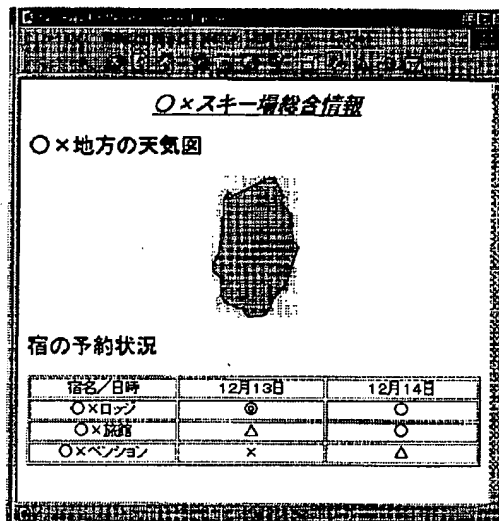 ○×スキー場総合情報
○×地方の天気図
宿の予約状況
宿名／日時 12月13日 12月14日
○×ロッジ ◎ ○
○×旅館 △ ○
○×ペンション × △